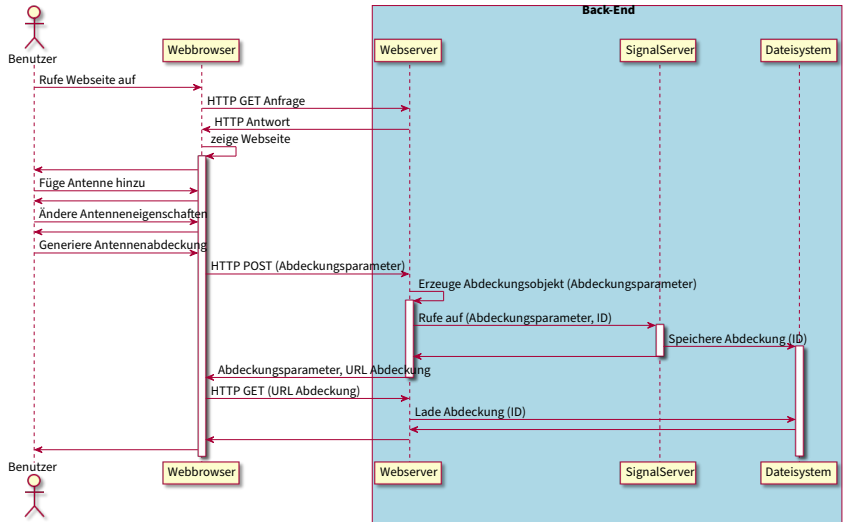 Back-End
Benutzer
Webbrowser
Webserver
SignalServer
Dateisystem
Rufe Webseite auf
HTTP GET Anfrage
HTTP Antwort
zeige Webseite
Füge Antenne hinzu
Ändere Antenneneigenschaften
Generiere Antennenabdeckung
HTTP POST (Abdeckungsparameter)
Erzeuge Abdeckungsobjekt (Abdeckungsparameter)
Rufe auf (Abdeckungsparameter, ID)
Speichere Abdeckung (ID)
Abdeckungsparameter, URL Abdeckung
HTTP GET (URL Abdeckung)
Lade Abdeckung (ID)
Benutzer
Webbrowser
Webserver
SignalServer
Dateisystem